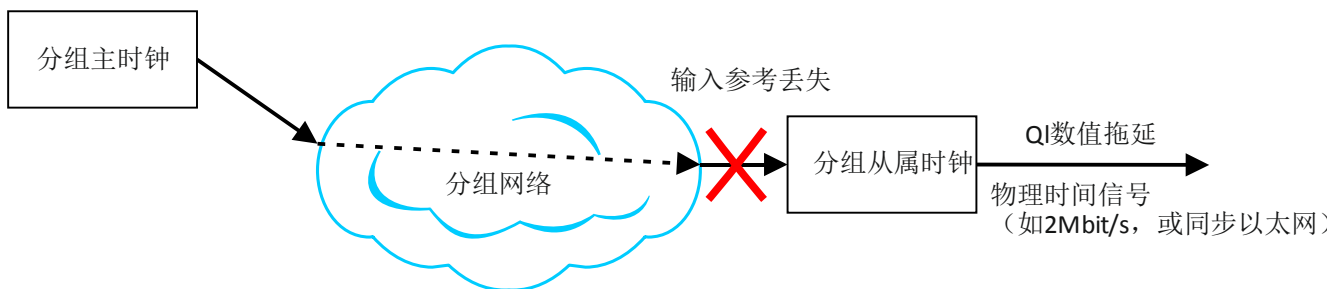 分组主时钟
输入参考丢失
分组网络
分组从属时钟
Ql数值拖延
物理时间信号
（如2Mbit/s，或同步以太网）